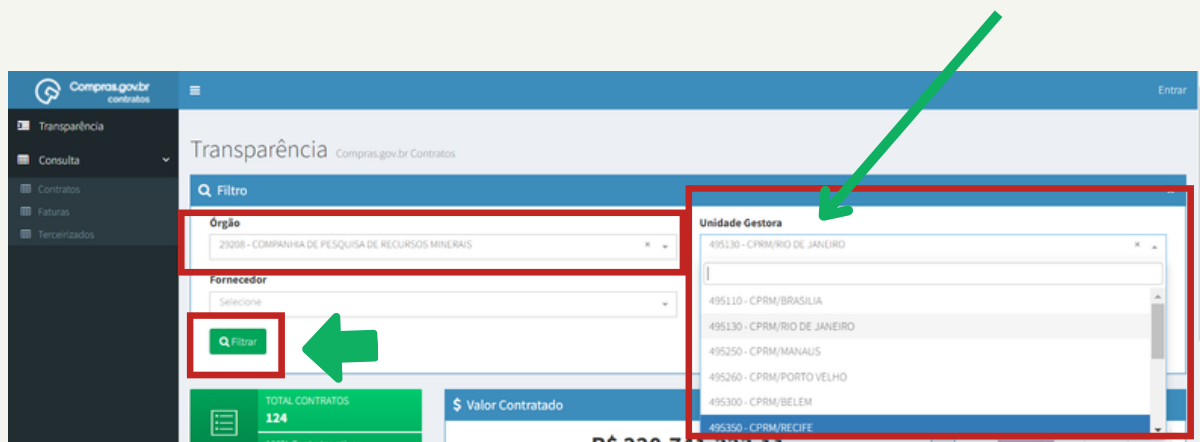 Compras.gov.br
contratos
Entrar
Transparência
Consulta
Contratos
Faturas
Terceirizados
Transparência Compras.gov.br Contratos
Filtro
Órgão
29208 - COMPANHIA DE PESQUISA DE RECURSOS MINERAIS
Fornecedor
Selecione
Filtrar
Unidade Gestora
495130 - CPRM/RIO DE JANEIRO
495110 - CPRM/BRASILIA
495130 - CPRM/RIO DE JANEIRO
495250 - CPRM/MANAUS
495260 - CPRM/PORTO VELHO
495300 - CPRM/BELEM
495350 - CPRM/RECIFE
TOTAL CONTRATOS
124
$ Valor Contratado